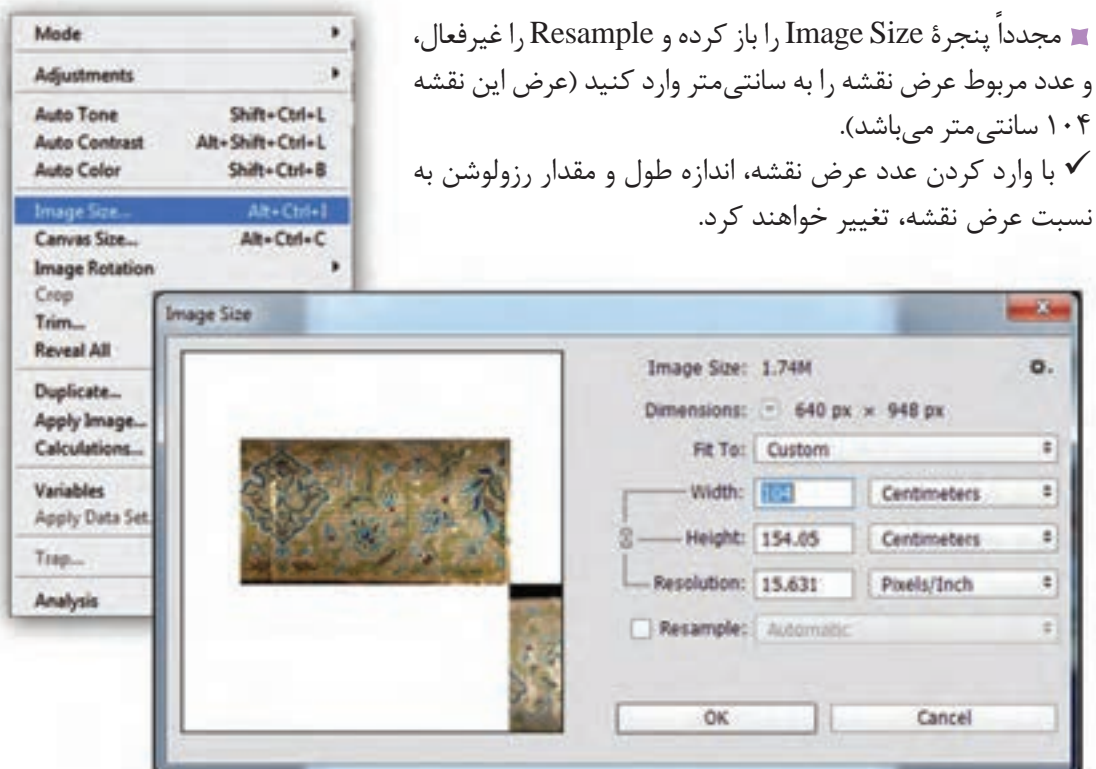 مجدداً پنجرهٔ Image Size را باز کرده و Resample را غیرفعال،
و عدد مربوط عرض نقشه را به سانتی‌متر وارد کنید (عرض این نقشه
۱۰۴ سانتی‌متر می‌باشد).
✓ با وارد کردن عدد عرض نقشه، اندازه طول و مقدار رزولوشن به
نسبت عرض نقشه، تغییر خواهند کرد.
Mode
Adjustments
Auto Tone Shift+Ctrl+L
Auto Contrast Alt+Shift+Ctrl+L
Auto Color Shift+Ctrl+B
Image Size... Alt+Ctrl+I
Canvas Size... Alt+Ctrl+C
Image Rotation
Crop
Trim...
Reveal All
Duplicate...
Apply Image...
Calculations...
Variables
Apply Data Set.
Trap...
Analysis
Image Size
Image Size: 1.74M
Dimensions: 640 px × 948 px
Fit To: Custom
Width: 104 Centimeters
Height: 154.05 Centimeters
Resolution: 15.631 Pixels/Inch
Resample: Automatic
OK Cancel